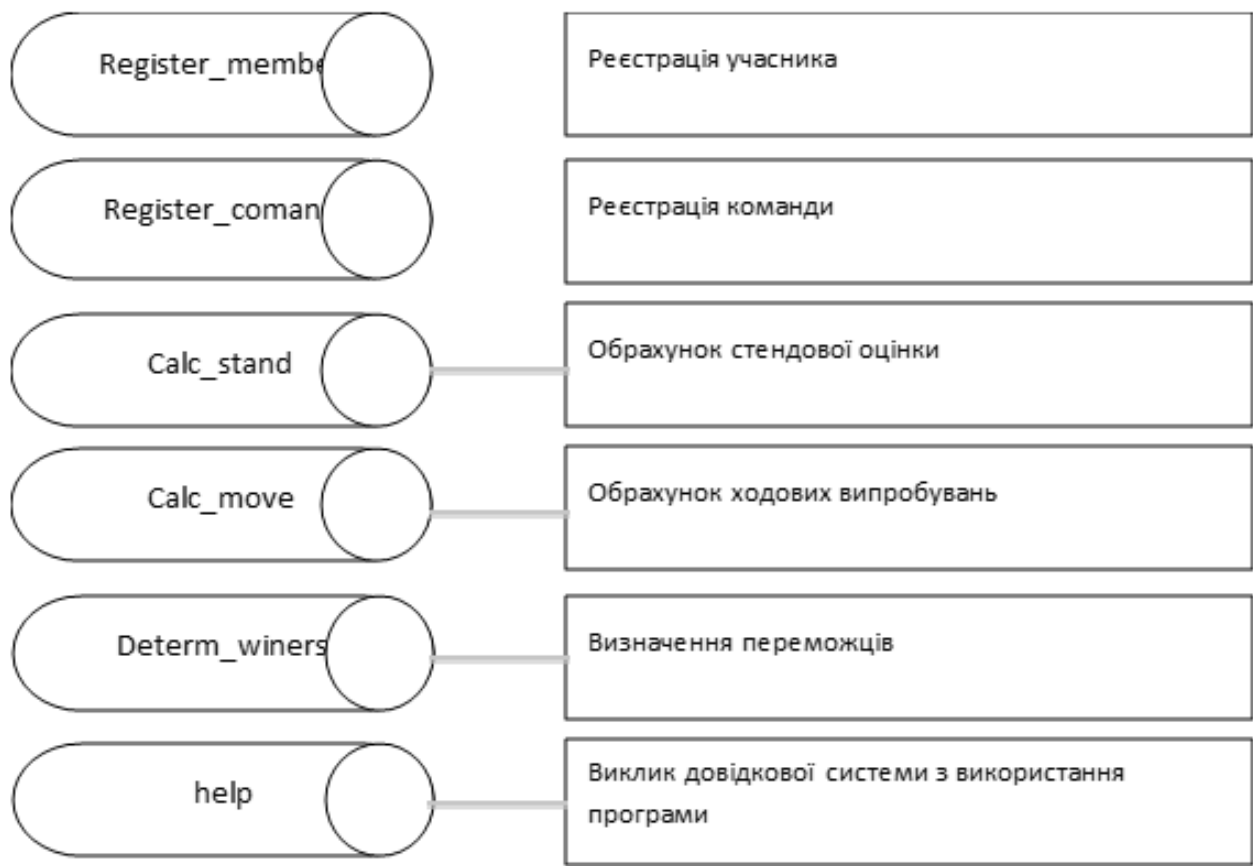 Register_membe
Реєстрація учасника
Register_coman
Реєстрація команди
Calc_stand
Обрахунок стендової оцінки
Calc_move
Обрахунок ходових випробувань
Determ_winers
Визначення переможців
help
Виклик довідкової системи з використання
програми